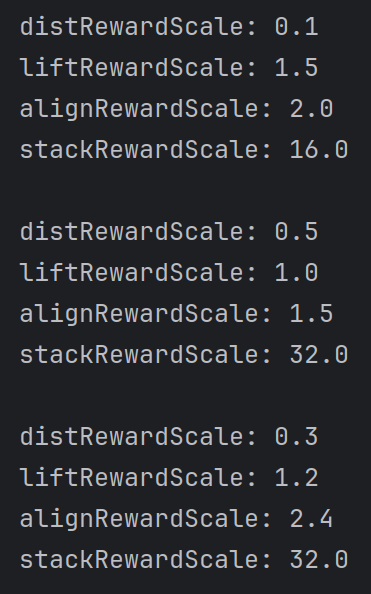 distRewardScale: 0.1
liftRewardScale: 1.5
alignRewardScale: 2.0
stackRewardScale: 16.0
distRewardScale: 0.5
liftRewardScale: 1.0
alignRewardScale: 1.5
stackRewardScale: 32.0
distRewardScale: 0.3
liftRewardScale: 1.2
alignRewardScale: 2.4
stackRewardScale: 32.0